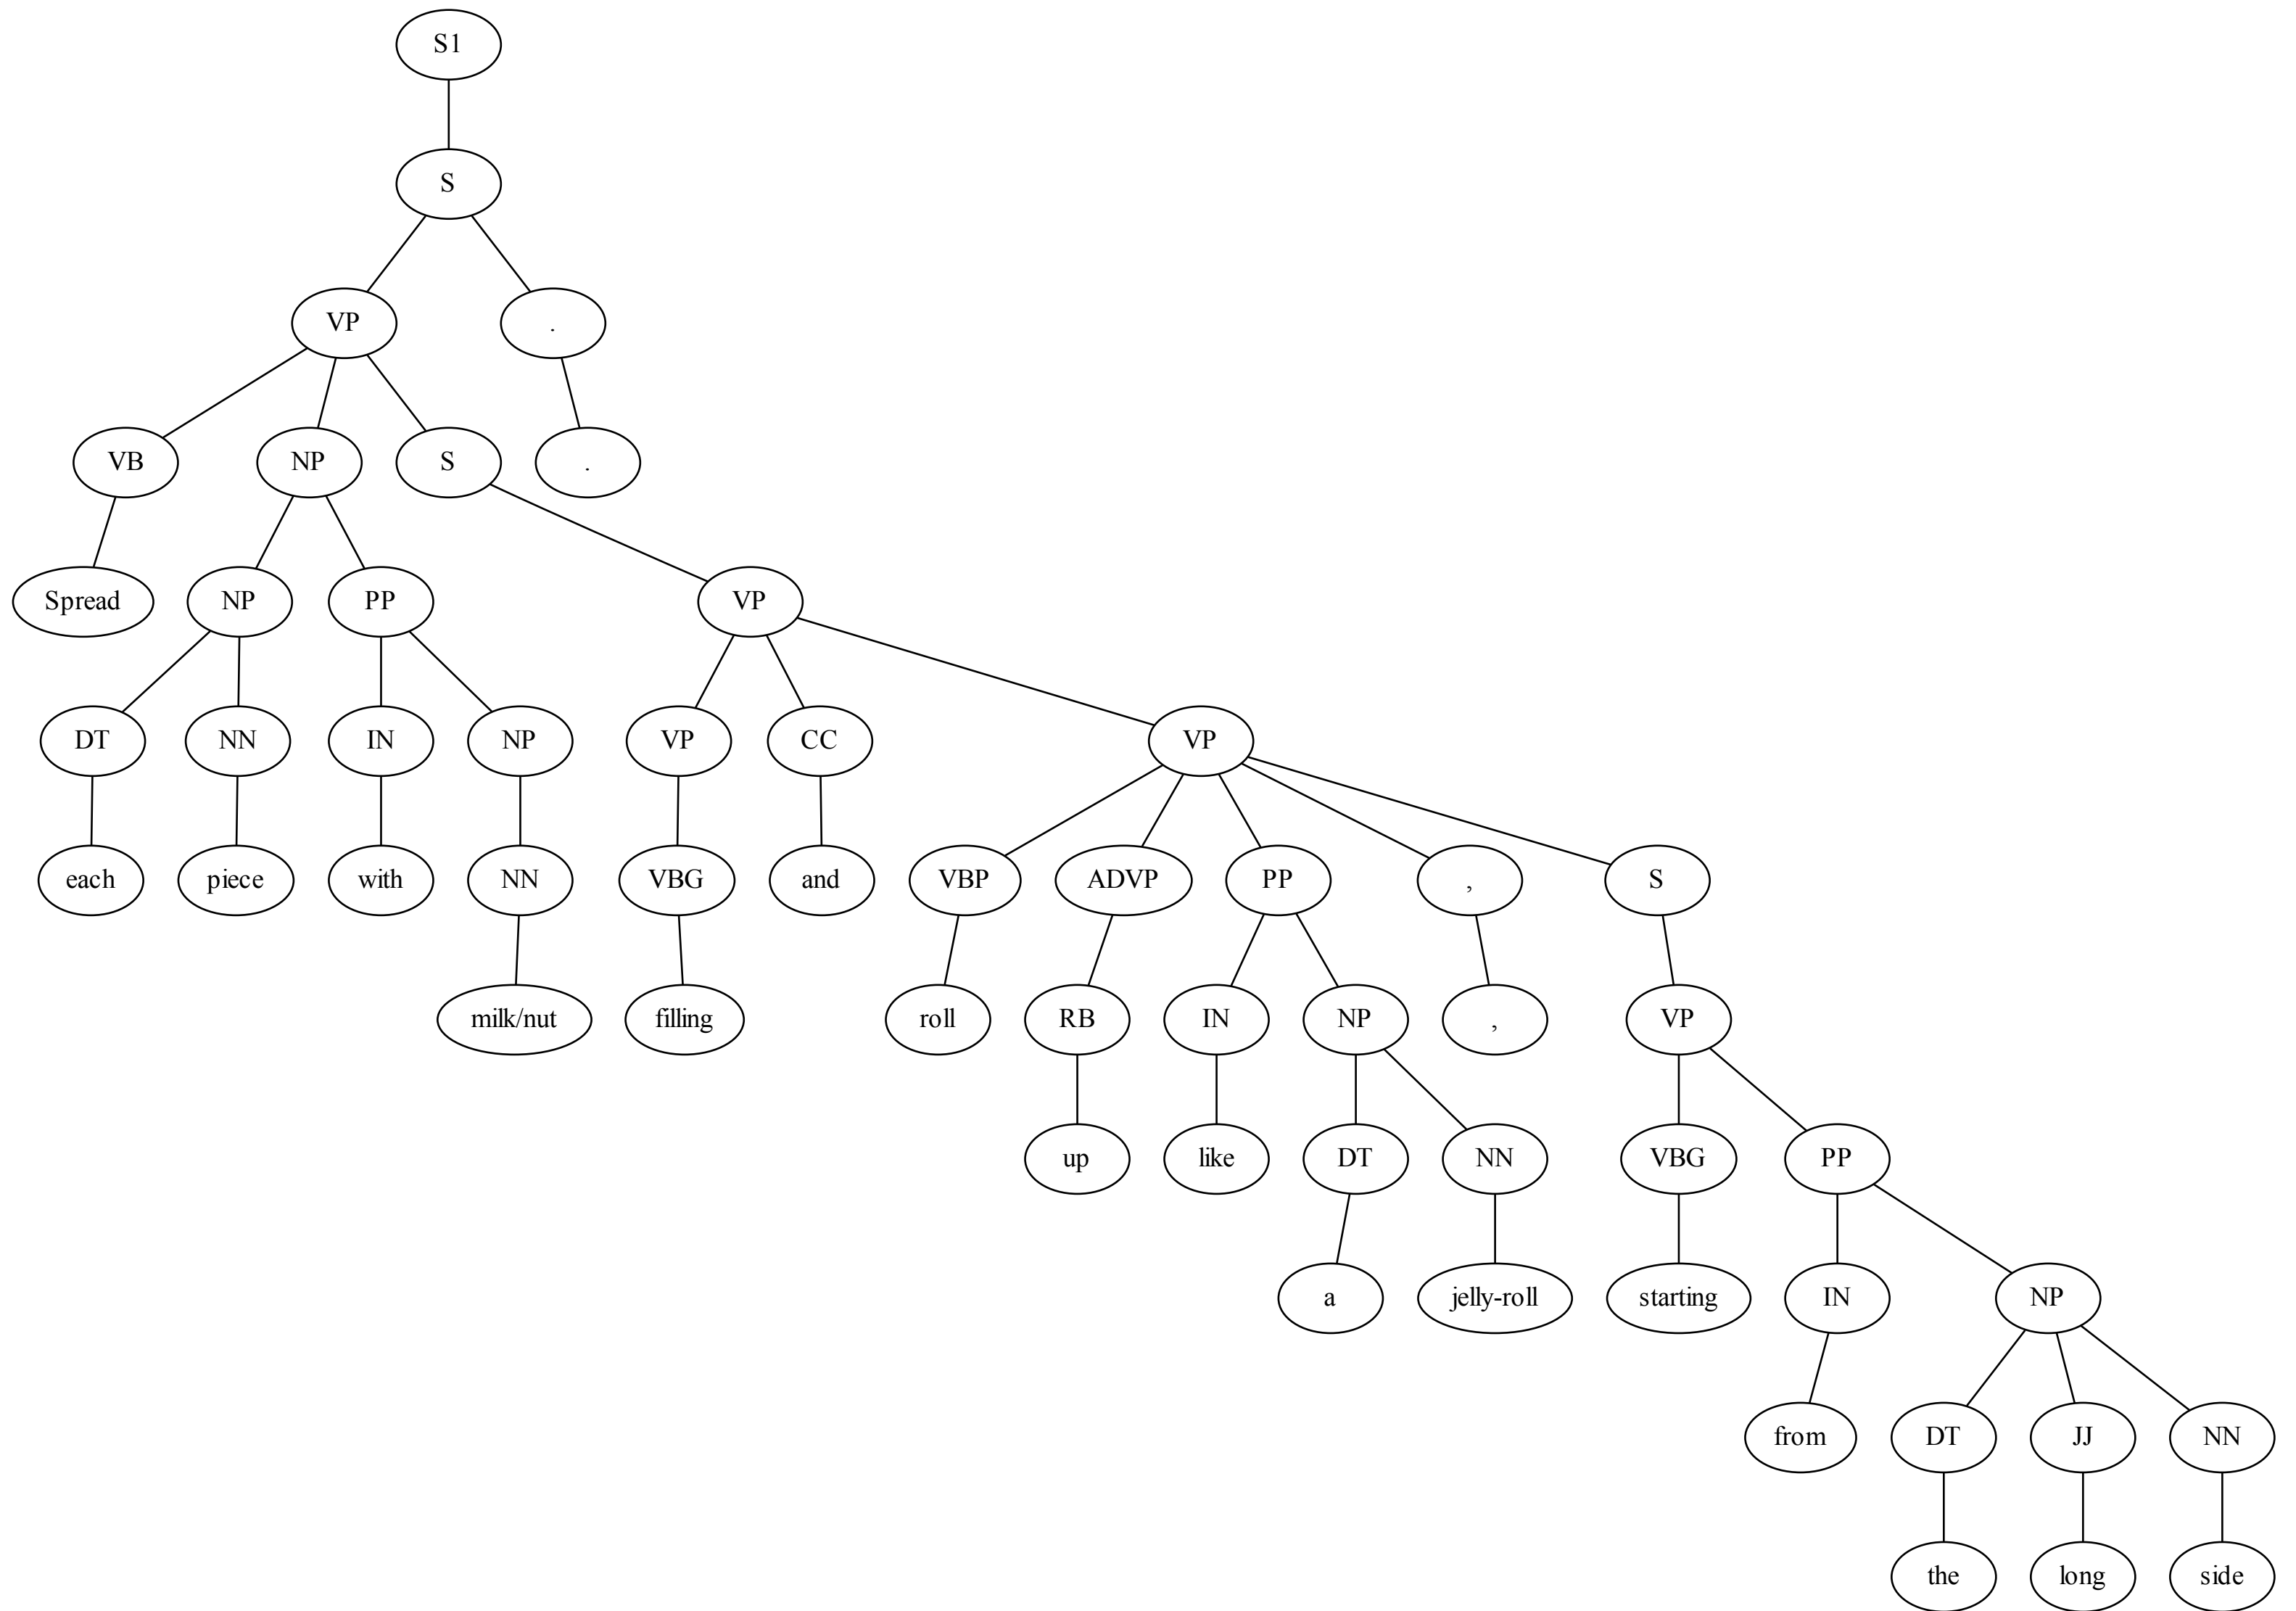 S1
S
VP .
VB NP S .
Spread NP PP VP
DT NN IN NP VP CC VP
each piece with NN VBG and VBP ADVP PP , S
milk/nut filling roll RB IN NP , VP
up like DT NN VBG PP
a jelly-roll starting IN NP
from DT JJ NN
the long side